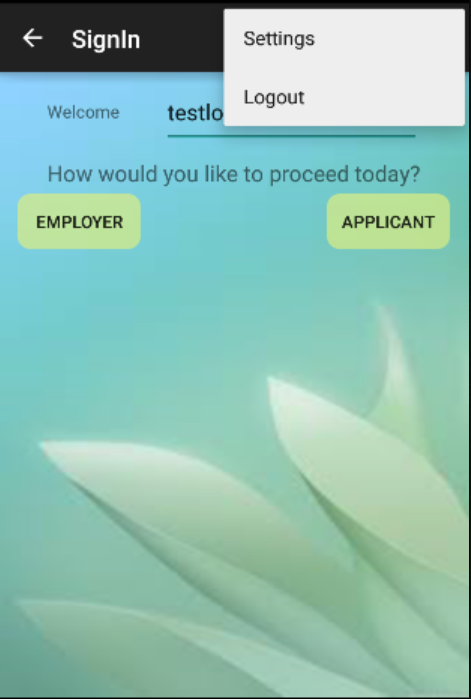 SignIn
Settings
Logout
Welcome testlo
How would you like to proceed today?
EMPLOYER
APPLICANT